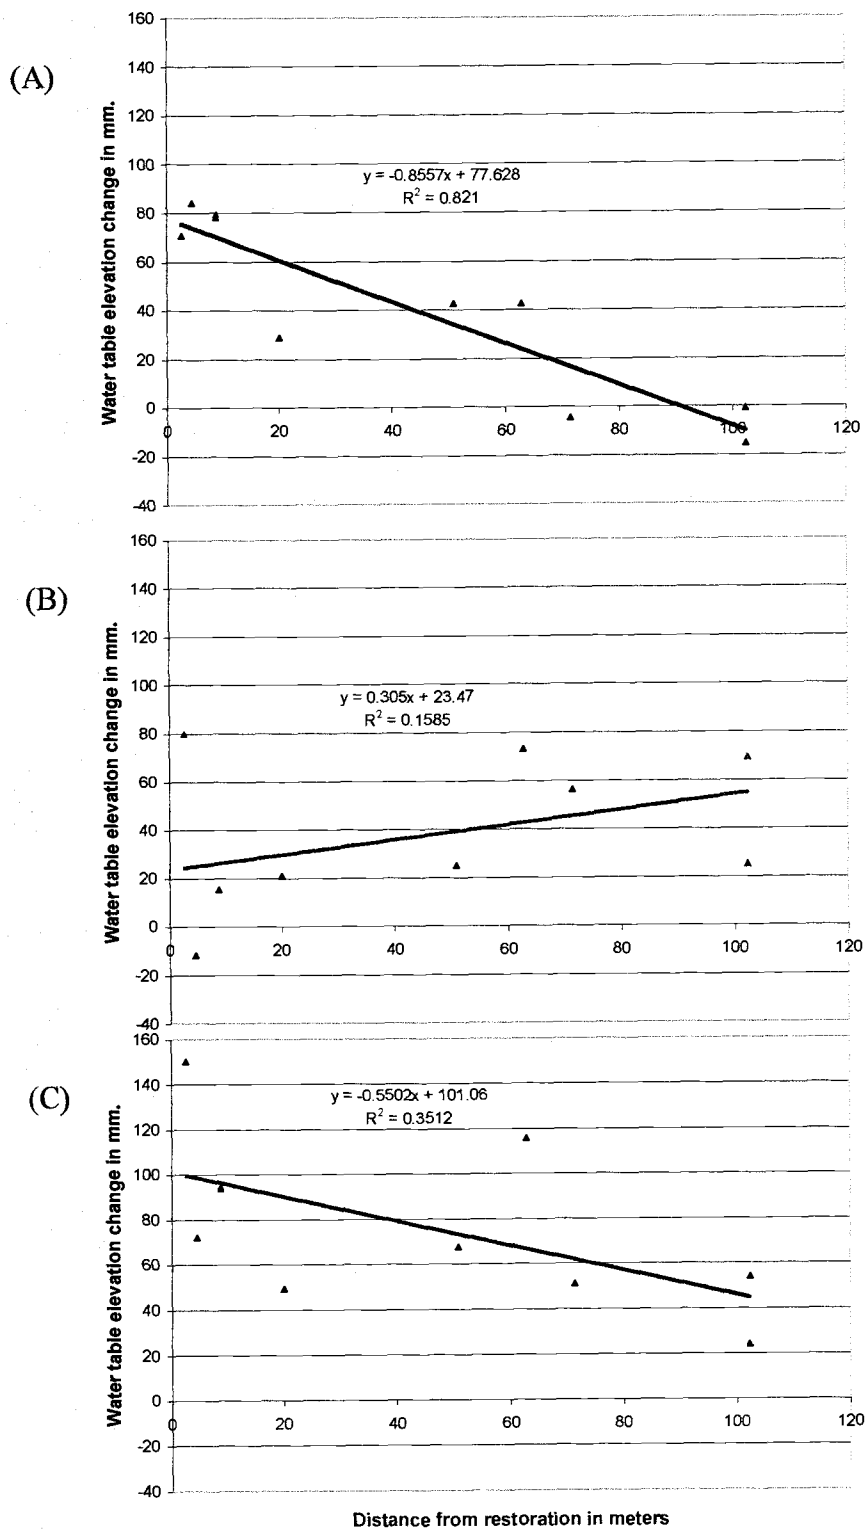 (A)
Water table elevation change in mm.
160
140
120
100
80
60
40
20
0
-20
-40
y = -0.8557x + 77.628
R² = 0.821
0 20 40 60 80 100 120
(B)
Water table elevation change in mm.
160
140
120
100
80
60
40
20
0
-20
-40
y = 0.305x + 23.47
R² = 0.1585
0 20 40 60 80 100 120
(C)
Water table elevation change in mm.
160
140
120
100
80
60
40
20
0
-20
-40
y = -0.5502x + 101.06
R² = 0.3512
0 20 40 60 80 100 120
Distance from restoration in meters